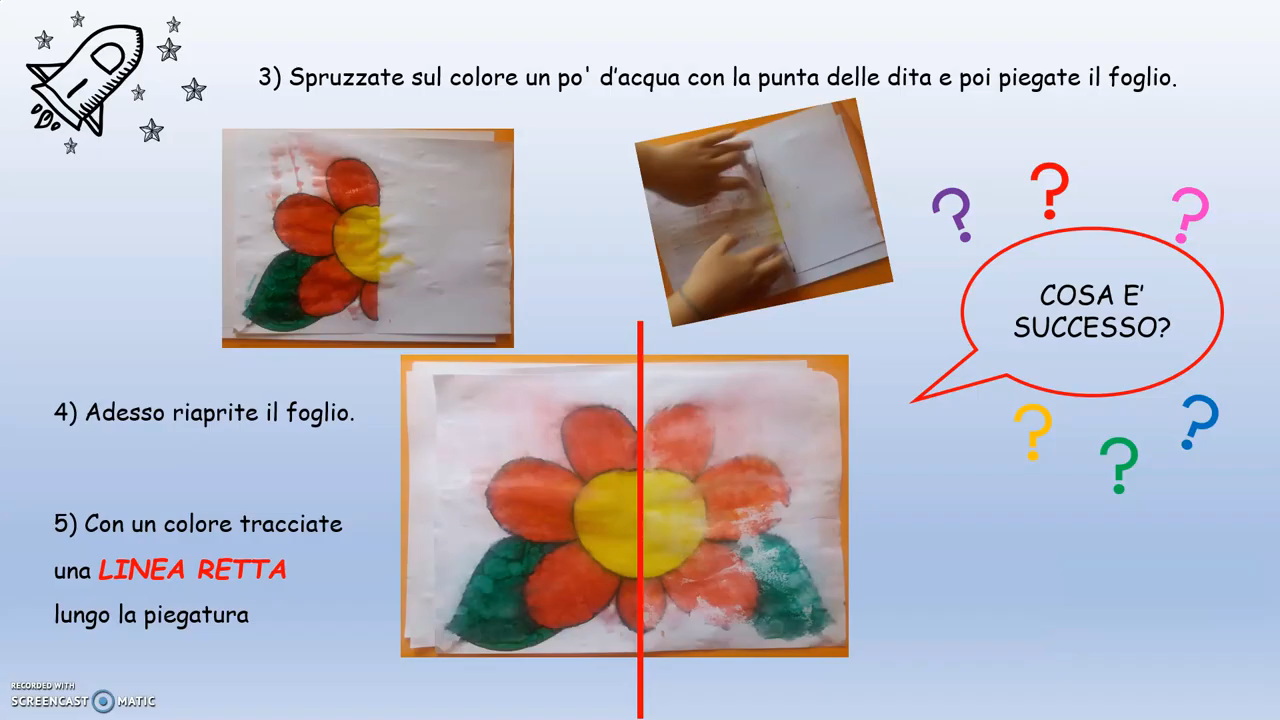 3) Spruzzate sul colore un po' d’acqua con la punta delle dita e poi piegate il foglio.
?
?
?
COSA E’
SUCCESSO?
4) Adesso riaprite il foglio.
?
?
?
5) Con un colore tracciate
una LINEA RETTA
lungo la piegatura
RECORDED WITH
SCREENCAST MATIC